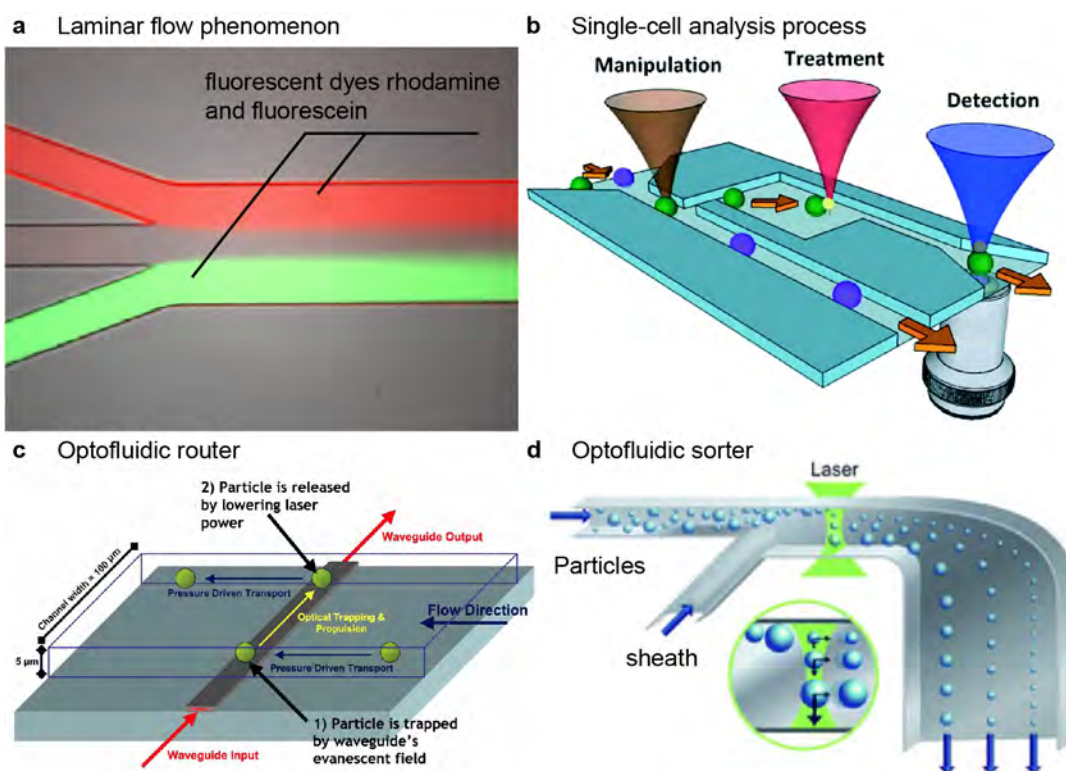 a Laminar flow phenomenon
fluorescent dyes rhodamine
and fluorescein
b Single-cell analysis process
Manipulation
Treatment
Detection
c Optofluidic router
2) Particle is released
by lowering laser
power
Waveguide Output
Channel width = 100 µm
Pressure Driven Transport
Optical Trapping &
Propulsion
Flow Direction
5 µm
Pressure Driven Transport
1) Particle is trapped
by waveguide's
evanescent field
Waveguide Input
d Optofluidic sorter
Laser
Particles
sheath